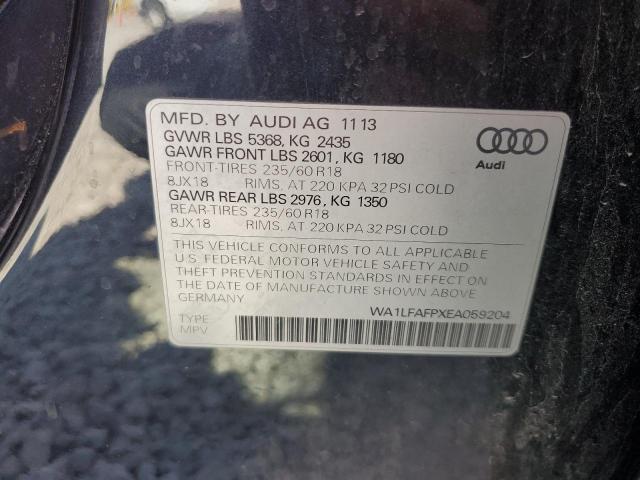 MFD. BY AUDI AG 11 13
GVWR LBS 5368, KG 2435
GAWR FRONT LBS 2601, KG 1180
FRONT-TIRES 235/60 R18
8JX18 RIMS. AT 220 KPA 32 PSI COLD
GAWR REAR LBS 2976, KG 1350
REAR-TIRES 235/60 R18
8JX18 RIMS. AT 220 KPA 32 PSI COLD
THIS VEHICLE CONFORMS TO ALL APPLICABLE
U.S. FEDERAL MOTOR VEHICLE SAFETY AND
THEFT PREVENTION STANDARDS IN EFFECT ON
THE DATE OF MANUFACTURE SHOWN ABOVE.
GERMANY
TYPE
MPV
WA1LFAFPXEA059204
Audi